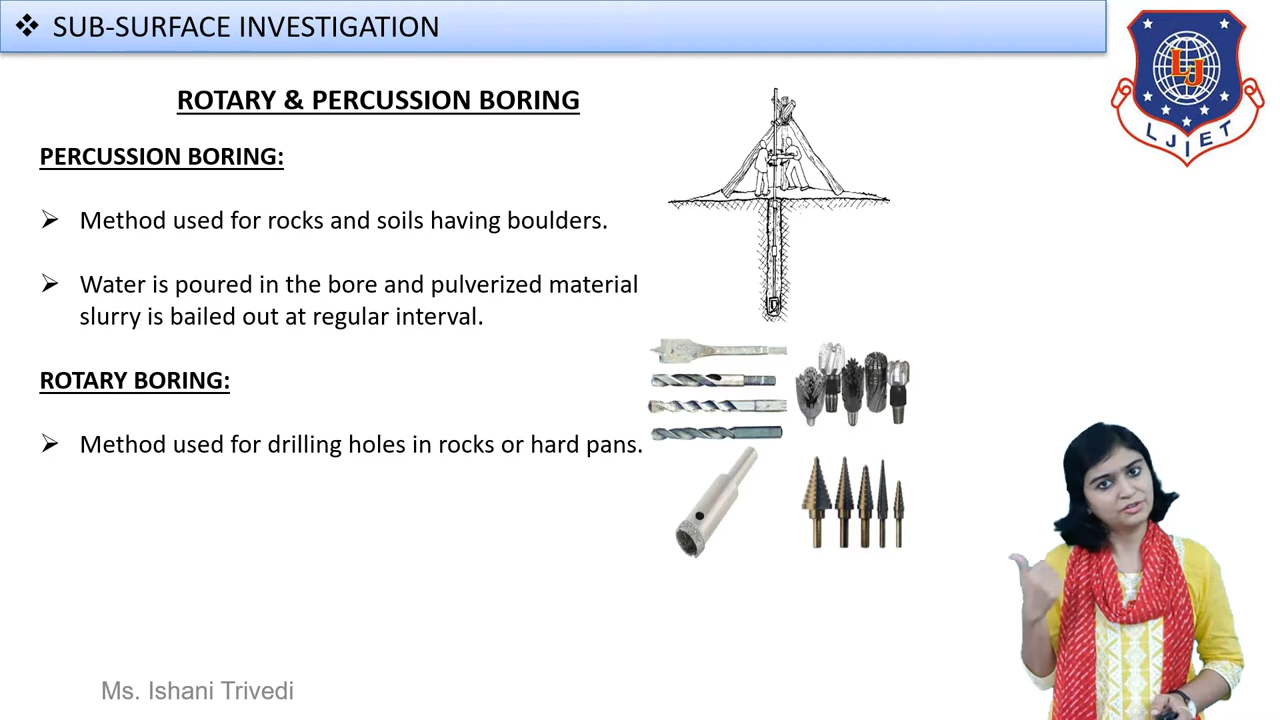 ❖ SUB-SURFACE INVESTIGATION
LJ
LJIET
ROTARY & PERCUSSION BORING
PERCUSSION BORING:
➢ Method used for rocks and soils having boulders.
➢ Water is poured in the bore and pulverized material
slurry is bailed out at regular interval.
ROTARY BORING:
➢ Method used for drilling holes in rocks or hard pans.
Ms. Ishani Trivedi